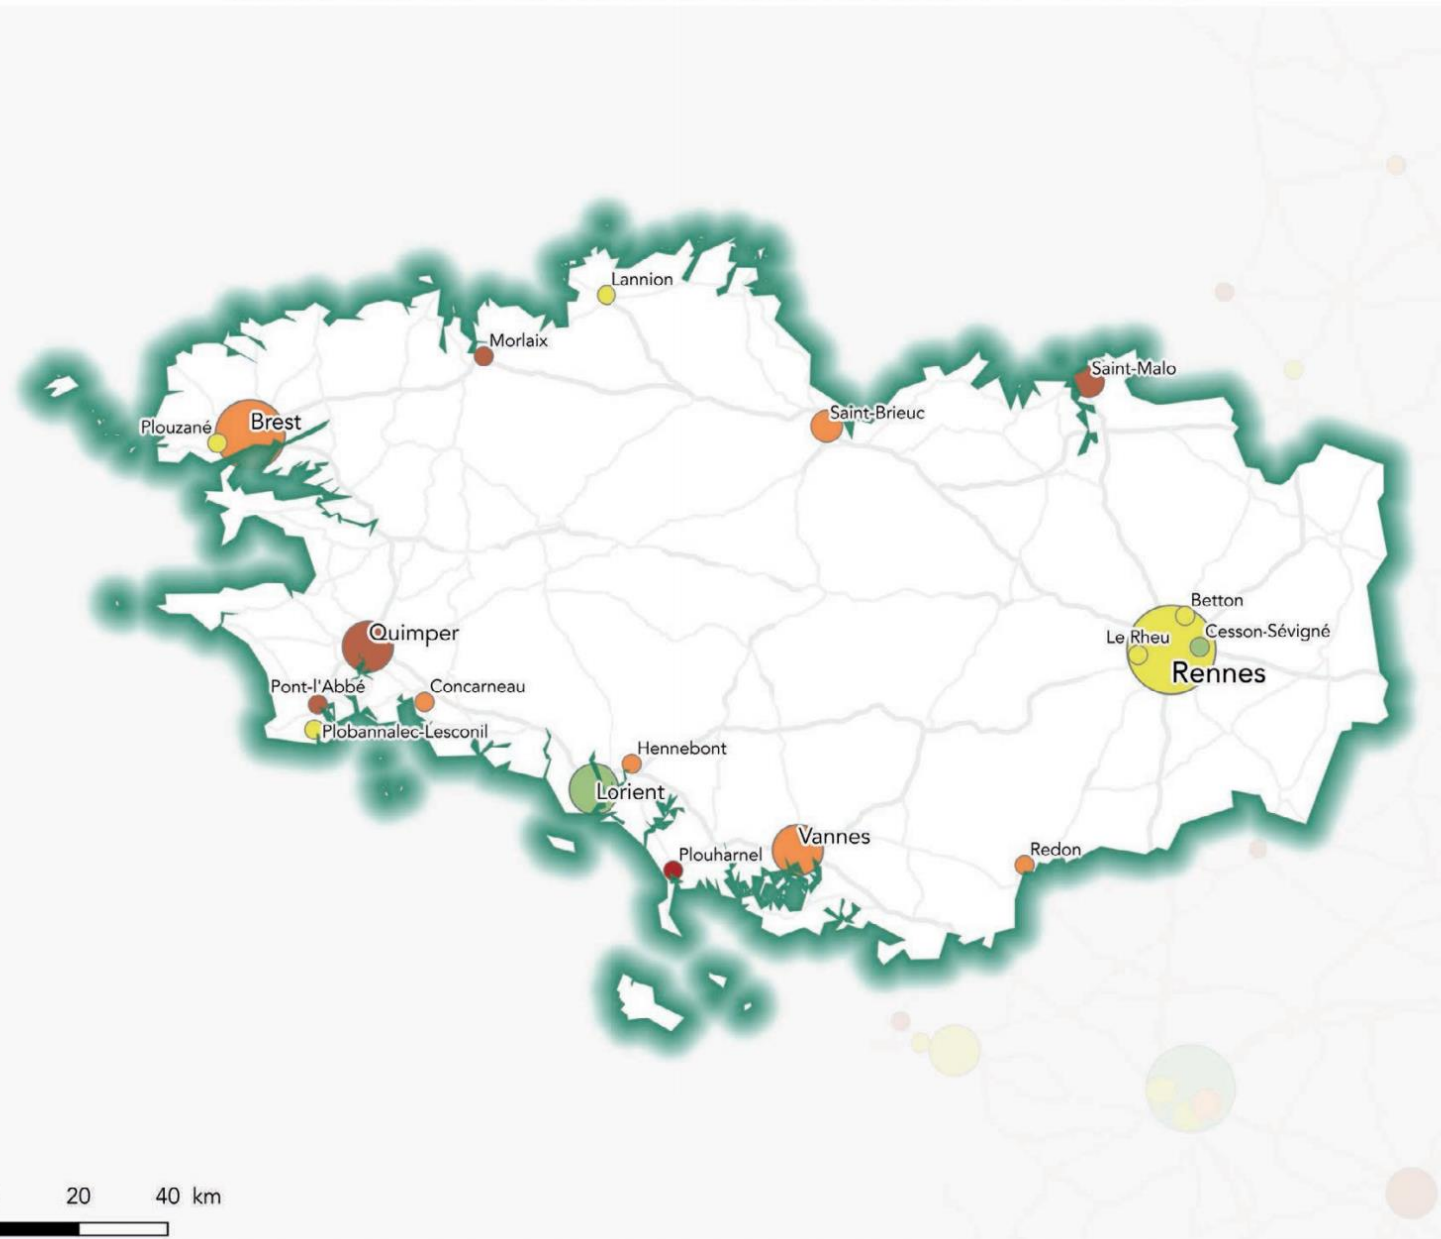 Lannion
Morlaix
Saint-Malo
Saint-Brieuc
Brest
Plouzané
Betton
Cesson-Sévigné
Le Rheu
Rennes
Quimper
Pont-l'Abbé
Concarneau
Plobannalec-Lesconil
Hennebont
Lorient
Vannes
Plouharnel
Redon
20 40 km